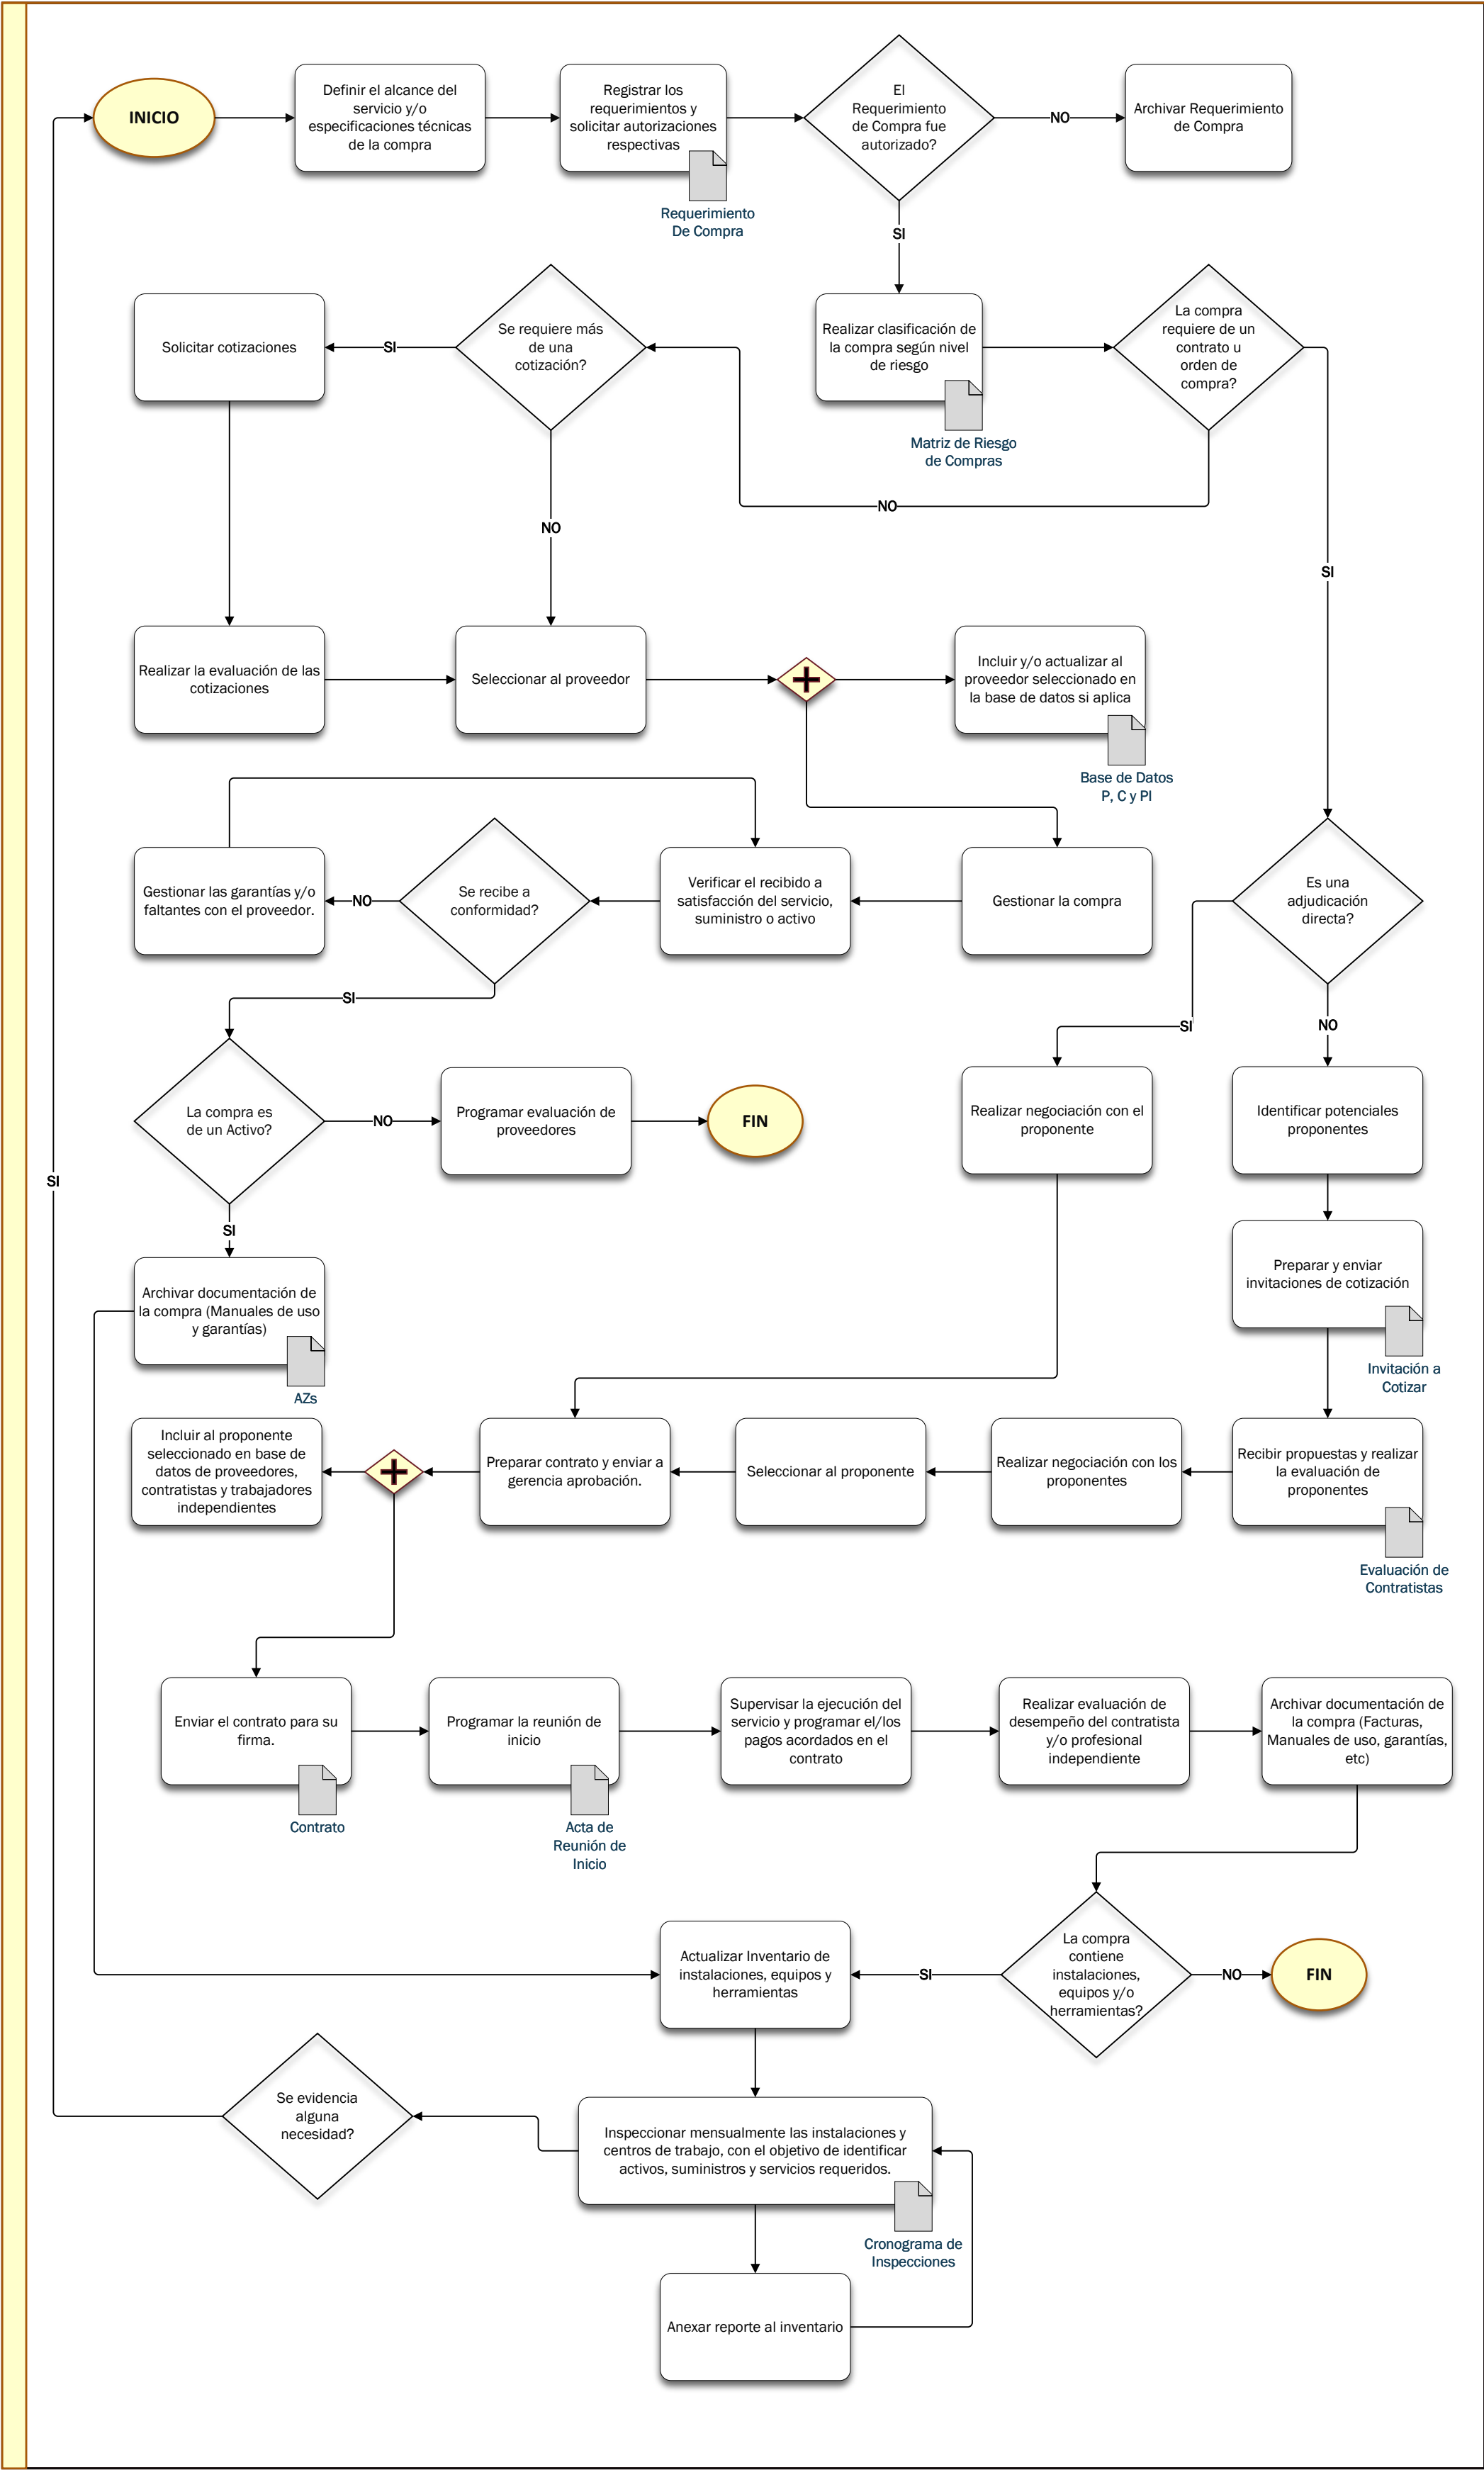 INICIO
Definir el alcance del
servicio y/o
especificaciones técnicas
de la compra
Registrar los
requerimientos y
solicitar autorizaciones
respectivas
Requerimiento
De Compra
El
Requerimiento
de Compra fue
autorizado?
NO
Archivar Requerimiento
de Compra
SI
Solicitar cotizaciones
SI
Se requiere más
de una
cotización?
Realizar clasificación de
la compra según nivel
de riesgo
Matriz de Riesgo
de Compras
La compra
requiere de un
contrato u
orden de
compra?
NO
NO
SI
Realizar la evaluación de las
cotizaciones
Seleccionar al proveedor
Incluir y/o actualizar al
proveedor seleccionado en
la base de datos si aplica
Base de Datos
P, C y PI
Gestionar las garantías y/o
faltantes con el proveedor.
NO
Se recibe a
conformidad?
Verificar el recibido a
satisfacción del servicio,
suministro o activo
Gestionar la compra
Es una
adjudicación
directa?
SI
SI
NO
La compra es
de un Activo?
NO
Programar evaluación de
proveedores
FIN
Realizar negociación con el
proponente
Identificar potenciales
proponentes
SI
SI
Archivar documentación de
la compra (Manuales de uso
y garantías)
AZs
Preparar y enviar
invitaciones de cotización
Invitación a
Cotizar
Incluir al proponente
seleccionado en base de
datos de proveedores,
contratistas y trabajadores
independientes
Preparar contrato y enviar a
gerencia aprobación.
Seleccionar al proponente
Realizar negociación con los
proponentes
Recibir propuestas y realizar
la evaluación de
proponentes
Evaluación de
Contratistas
Enviar el contrato para su
firma.
Contrato
Programar la reunión de
inicio
Acta de
Reunión de
Inicio
Supervisar la ejecución del
servicio y programar el/los
pagos acordados en el
contrato
Realizar evaluación de
desempeño del contratista
y/o profesional
independiente
Archivar documentación de
la compra (Facturas,
Manuales de uso, garantías,
etc)
Actualizar Inventario de
instalaciones, equipos y
herramientas
SI
La compra
contiene
instalaciones,
equipos y/o
herramientas?
NO
FIN
Se evidencia
alguna
necesidad?
Inspeccionar mensualmente las instalaciones y
centros de trabajo, con el objetivo de identificar
activos, suministros y servicios requeridos.
Cronograma de
Inspecciones
Anexar reporte al inventario